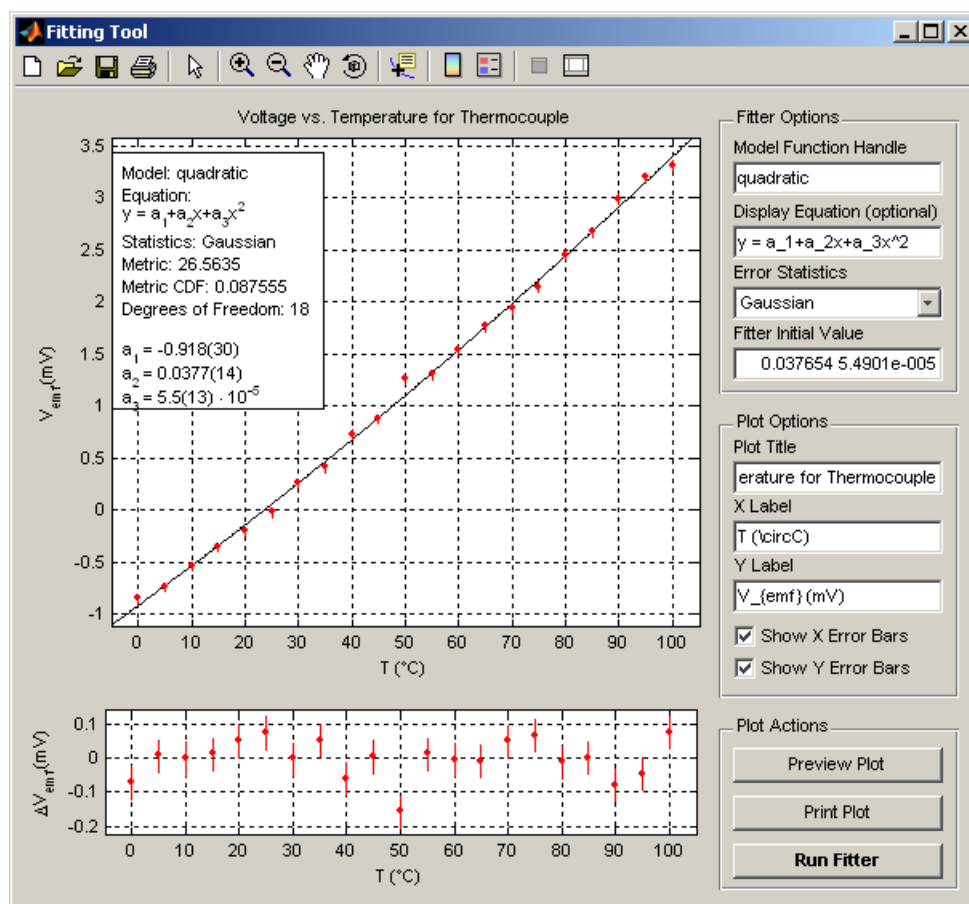 Fitting Tool
Voltage vs. Temperature for Thermocouple
Model: quadratic
Equation:
y = a₁+a₂x+a₃x²
Statistics: Gaussian
Metric: 26.5635
Metric CDF: 0.087555
Degrees of Freedom: 18
a₁ = -0.918(30)
a₂ = 0.0377(14)
a₃ = 5.5(13) · 10⁻⁵
3.5
3
2.5
2
1.5
1
0.5
0
-0.5
-1
V_emf (mV)
0 10 20 30 40 50 60 70 80 90 100
T (°C)
0.1
0
-0.1
-0.2
ΔV_emf (mV)
0 10 20 30 40 50 60 70 80 90 100
T (°C)
Fitter Options
Model Function Handle
quadratic
Display Equation (optional)
y = a_1+a_2x+a_3x^2
Error Statistics
Gaussian
Fitter Initial Value
0.037654 5.4901e-005
Plot Options
Plot Title
erature for Thermocouple
X Label
T (\circC)
Y Label
V_{emf} (mV)
Show X Error Bars
Show Y Error Bars
Plot Actions
Preview Plot
Print Plot
Run Fitter